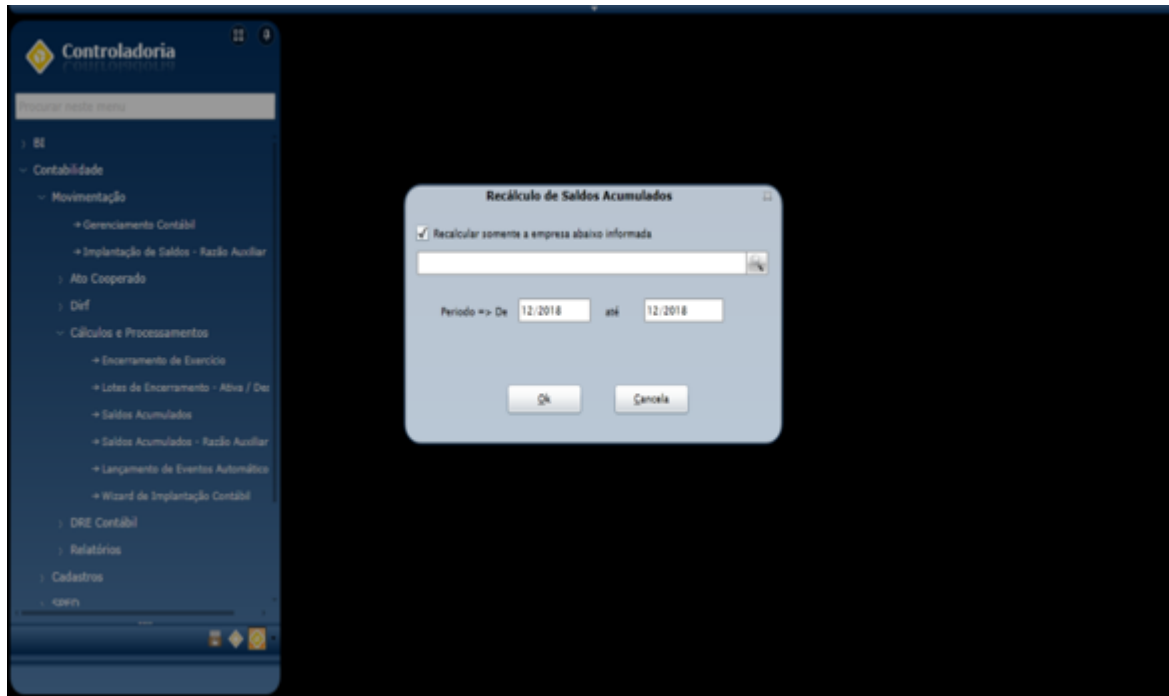 Controladoria
Procurar neste menu
BI
Contabilidade
Movimentação
Gerenciamento Contábil
Implantação de Saldos - Razão Auxiliar
Ato Cooperado
Dirf
Cálculos e Processamentos
Encerramento de Exercício
Lotes de Encerramento - Ativa / Des
Saldos Acumulados
Saldos Acumulados - Razão Auxiliar
Lançamento de Eventos Automático
Wizard de Implantação Contábil
DRE Contábil
Relatórios
Cadastros
SPED
Recálculo de Saldos Acumulados
Recalcular somente a empresa abaixo informada
Periodo => De 12/2018 até 12/2018
Ok Cancela